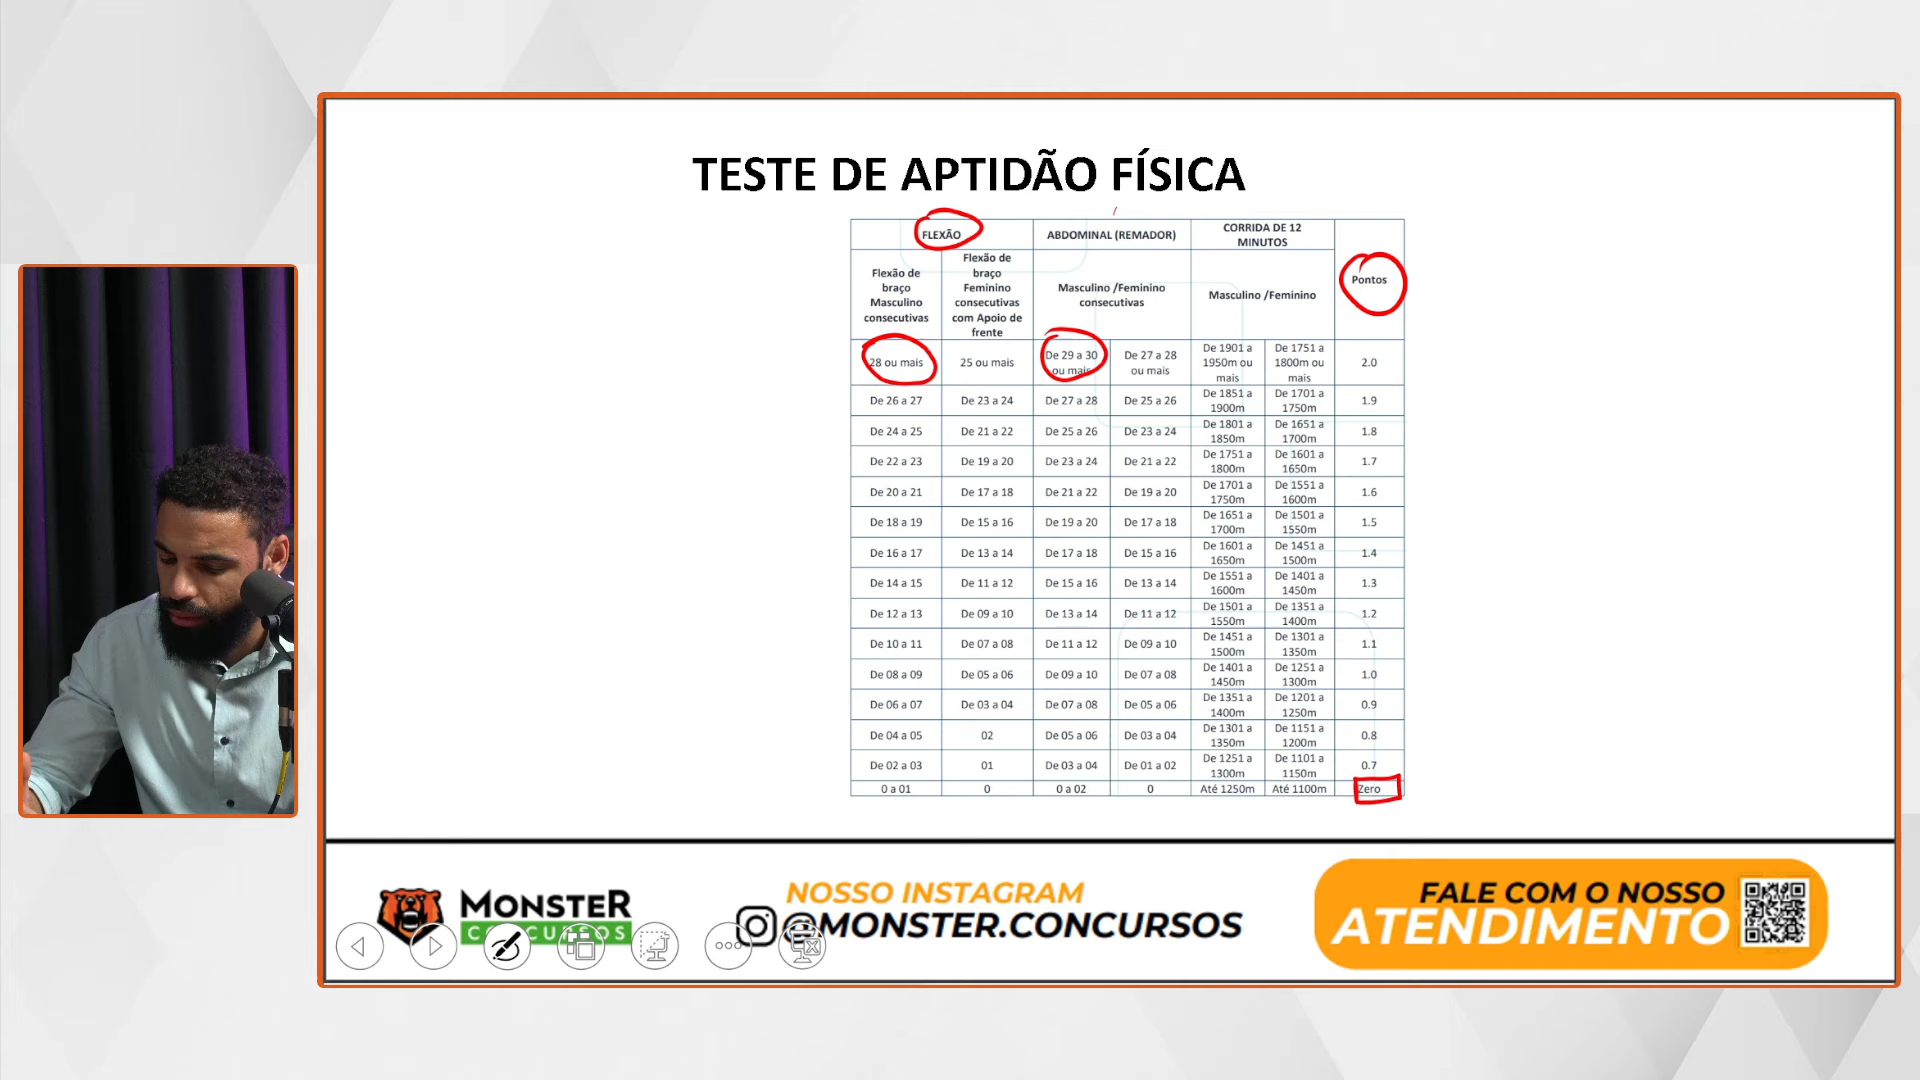 TESTE DE APTIDÃO FÍSICA
FLEXÃO ABDOMINAL (REMADOR) CORRIDA DE 12 MINUTOS Pontos
Flexão de braço Masculino consecutivas Flexão de braço Feminino consecutivas com Apoio de frente Masculino /Feminino consecutivas Masculino /Feminino
28 ou mais 25 ou mais De 29 a 30 ou mais De 27 a 28 ou mais De 1901 a 1950m ou mais De 1751 a 1800m ou mais 2.0
De 26 a 27 De 23 a 24 De 27 a 28 De 25 a 26 De 1851 a 1900m De 1701 a 1750m 1.9
De 24 a 25 De 21 a 22 De 25 a 26 De 23 a 24 De 1801 a 1850m De 1651 a 1700m 1.8
De 22 a 23 De 19 a 20 De 23 a 24 De 21 a 22 De 1751 a 1800m De 1601 a 1650m 1.7
De 20 a 21 De 17 a 18 De 21 a 22 De 19 a 20 De 1701 a 1750m De 1551 a 1600m 1.6
De 18 a 19 De 15 a 16 De 19 a 20 De 17 a 18 De 1651 a 1700m De 1501 a 1550m 1.5
De 16 a 17 De 13 a 14 De 17 a 18 De 15 a 16 De 1601 a 1650m De 1451 a 1500m 1.4
De 14 a 15 De 11 a 12 De 15 a 16 De 13 a 14 De 1551 a 1600m De 1401 a 1450m 1.3
De 12 a 13 De 09 a 10 De 13 a 14 De 11 a 12 De 1501 a 1550m De 1351 a 1400m 1.2
De 10 a 11 De 07 a 08 De 11 a 12 De 09 a 10 De 1451 a 1500m De 1301 a 1350m 1.1
De 08 a 09 De 05 a 06 De 09 a 10 De 07 a 08 De 1401 a 1450m De 1251 a 1300m 1.0
De 06 a 07 De 03 a 04 De 07 a 08 De 05 a 06 De 1351 a 1400m De 1201 a 1250m 0.9
De 04 a 05 02 De 05 a 06 De 03 a 04 De 1301 a 1350m De 1151 a 1200m 0.8
De 02 a 03 01 De 03 a 04 De 01 a 02 De 1251 a 1300m De 1101 a 1150m 0.7
0 a 01 0 0 a 02 0 Até 1250m Até 1100m Zero
MONSTER
CONCURSOS
NOSSO INSTAGRAM
@MONSTER.CONCURSOS
FALE COM O NOSSO
ATENDIMENTO